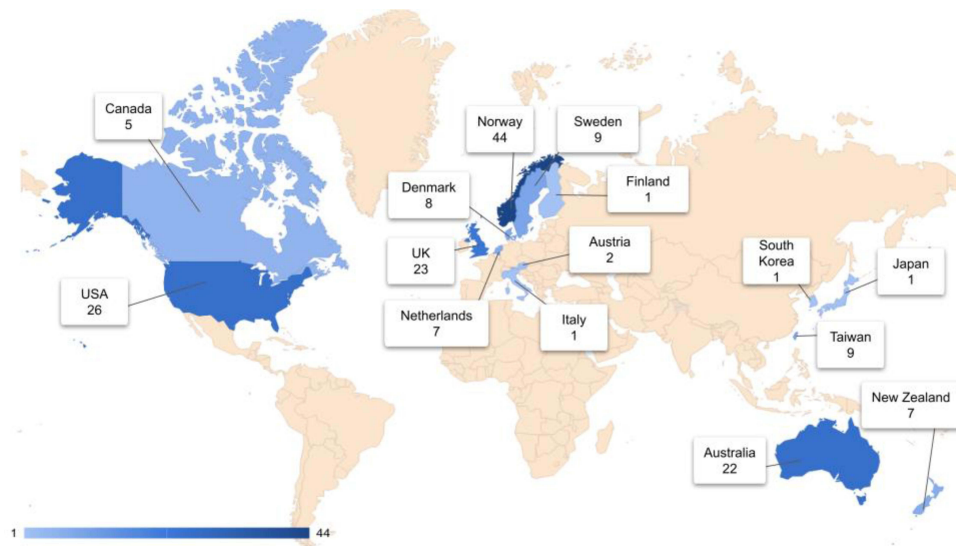 Canada
5
Norway
44
Sweden
9
Denmark
8
Finland
1
UK
23
Austria
2
South
Korea
1
Japan
1
USA
26
Netherlands
7
Italy
1
Taiwan
9
New Zealand
7
Australia
22
1
44